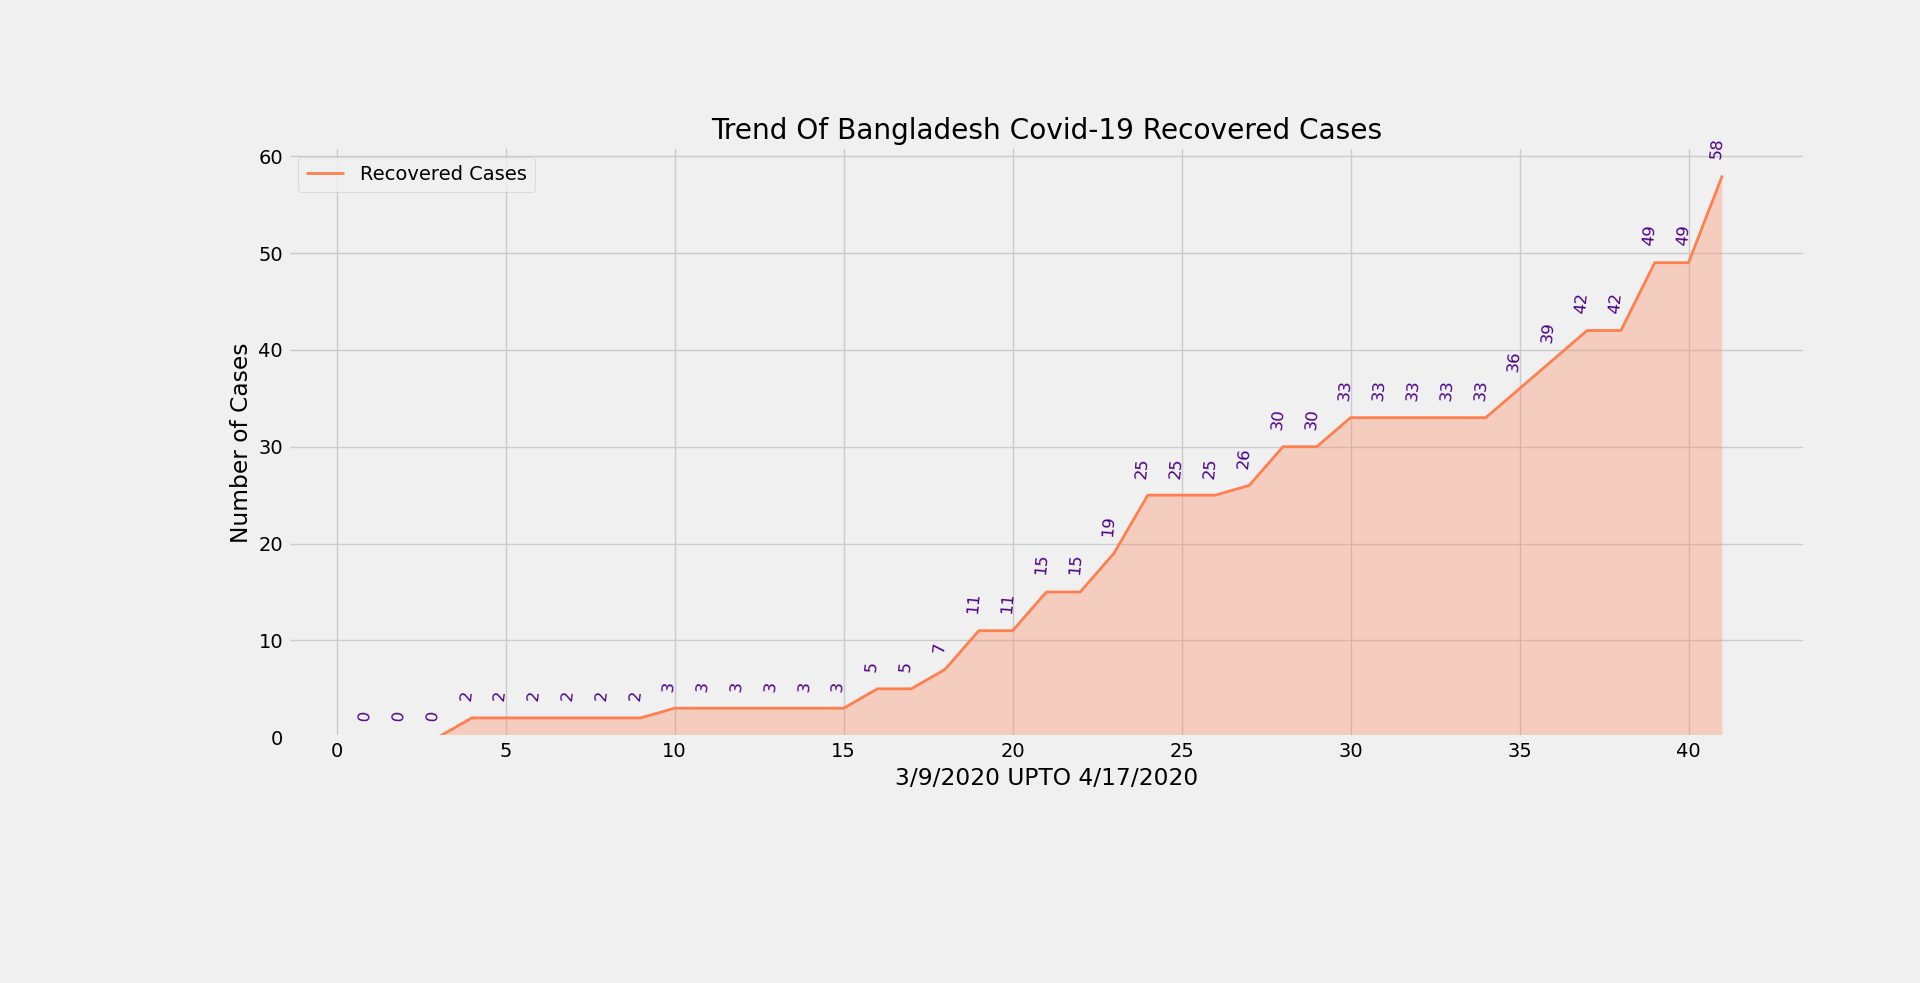 Trend Of Bangladesh Covid-19 Recovered Cases
Recovered Cases
Number of Cases
60
50
40
30
20
10
0
0 0 0 2 2 2 2 2 2 3 3 3 3 3 3 5 5 7 11 11 15 15 19 25 25 25 26 30 30 33 33 33 33 33 36 39 42 42 49 49 58
0 5 10 15 20 25 30 35 40
3/9/2020 UPTO 4/17/2020